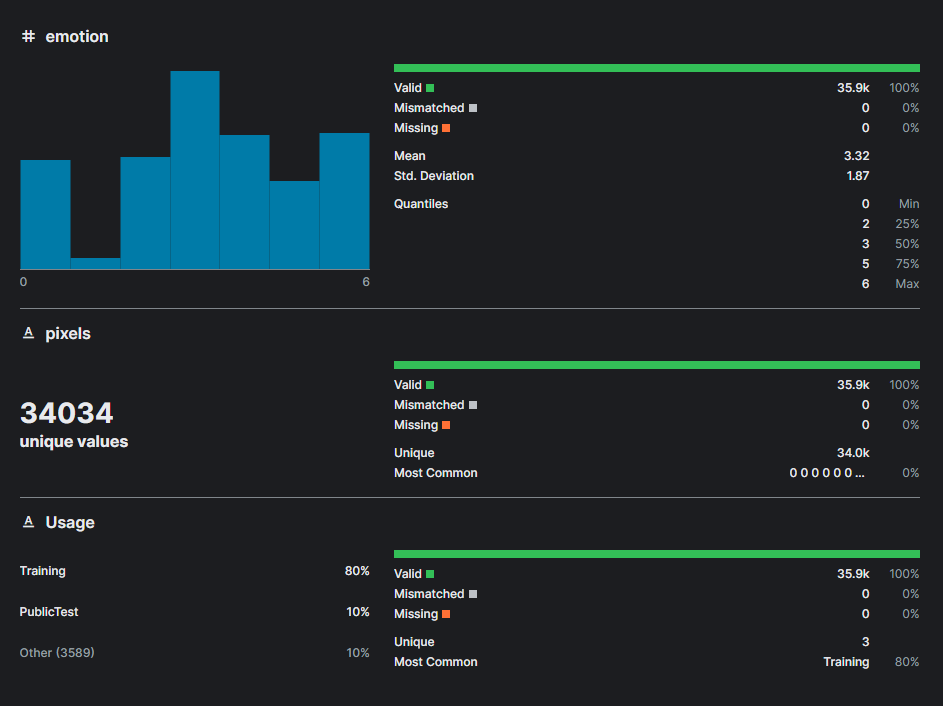 # emotion
0 6
Valid 35.9k 100%
Mismatched 0 0%
Missing 0 0%
Mean 3.32
Std. Deviation 1.87
Quantiles 0 Min
2 25%
3 50%
5 75%
6 Max
A pixels
34034
unique values
Valid 35.9k 100%
Mismatched 0 0%
Missing 0 0%
Unique 34.0k
Most Common 0 0 0 0 0 0 ... 0%
A Usage
Training 80%
PublicTest 10%
Other (3589) 10%
Valid 35.9k 100%
Mismatched 0 0%
Missing 0 0%
Unique 3
Most Common Training 80%